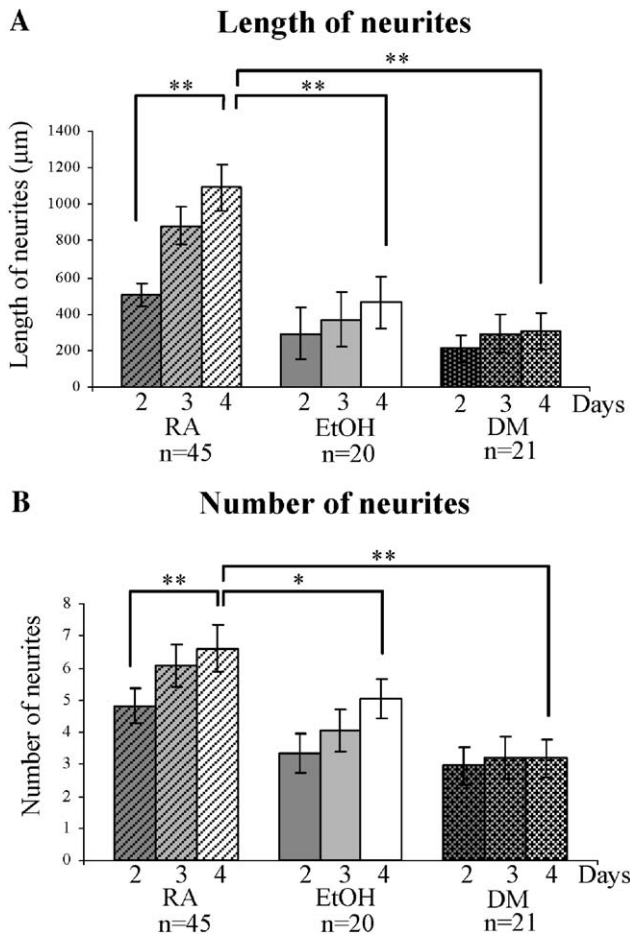 A Length of neurites
**
** **
Length of neurites (µm)
1400
1200
1000
800
600
400
200
0
2 3 4 2 3 4 2 3 4 Days
RA EtOH DM
n=45 n=20 n=21
B Number of neurites
**
** *
Number of neurites
8
7
6
5
4
3
2
1
0
2 3 4 2 3 4 2 3 4 Days
RA EtOH DM
n=45 n=20 n=21